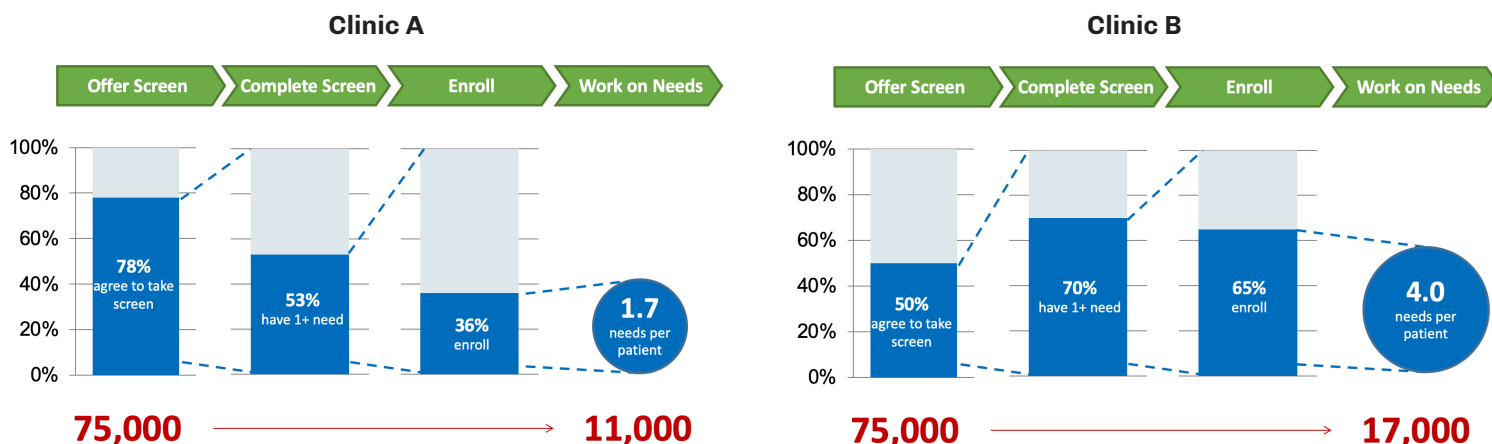 Clinic A
Offer Screen
Complete Screen
Enroll
Work on Needs
100%
80%
60%
40%
20%
0%
78%
agree to take
screen
53%
have 1+ need
36%
enroll
1.7
needs per
patient
75,000
11,000
Clinic B
Offer Screen
Complete Screen
Enroll
Work on Needs
100%
80%
60%
40%
20%
0%
50%
agree to take
screen
70%
have 1+ need
65%
enroll
4.0
needs per
patient
75,000
17,000